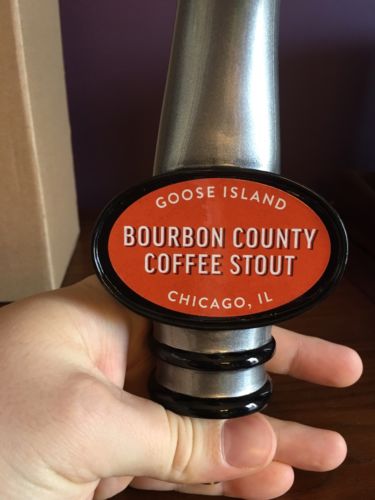 GOOSE ISLAND
BOURBON COUNTY
COFFEE STOUT
CHICAGO, IL